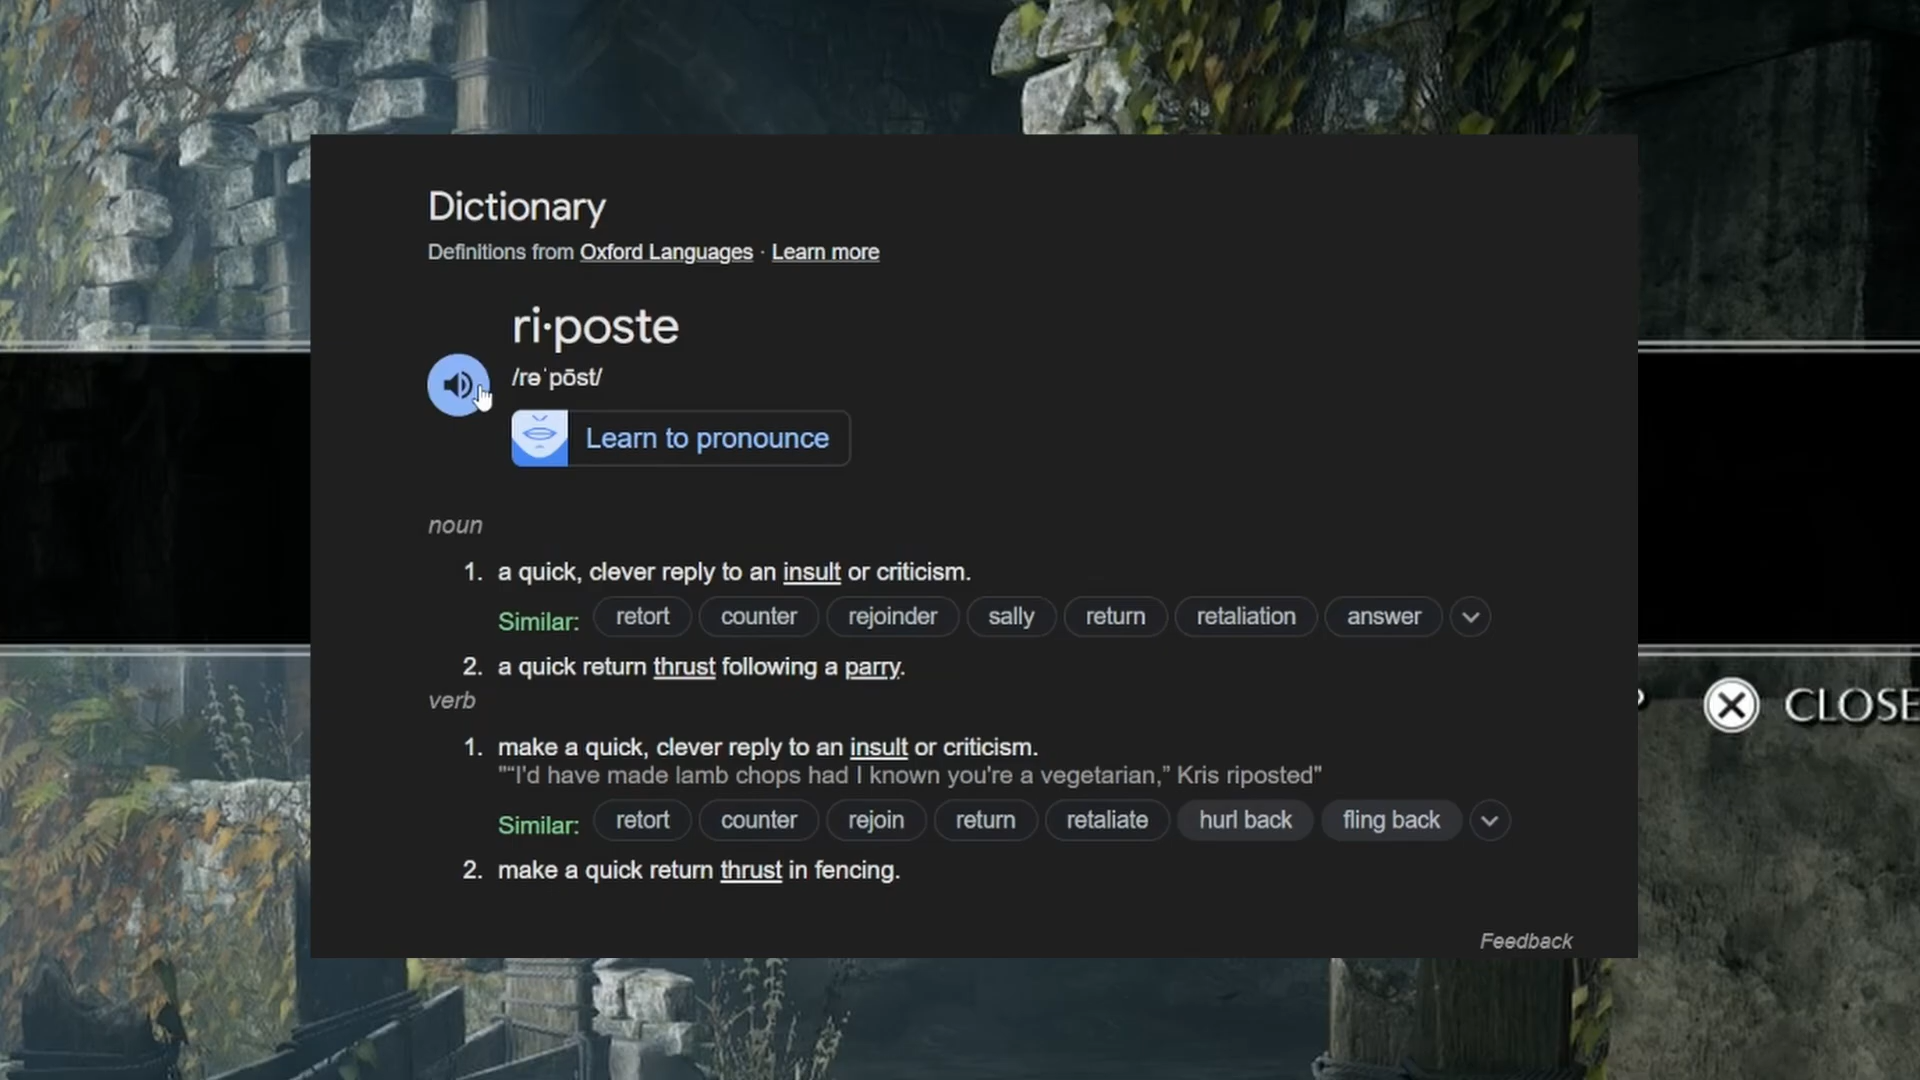 Dictionary
Definitions from Oxford Languages · Learn more
ri·poste
/rəˈpōst/
Learn to pronounce
noun
1. a quick, clever reply to an insult or criticism.
Similar: retort counter rejoinder sally return retaliation answer
2. a quick return thrust following a parry.
verb
1. make a quick, clever reply to an insult or criticism.
"“I'd have made lamb chops had I known you're a vegetarian,” Kris riposted"
Similar: retort counter rejoin return retaliate hurl back fling back
2. make a quick return thrust in fencing.
CLOSE
Feedback